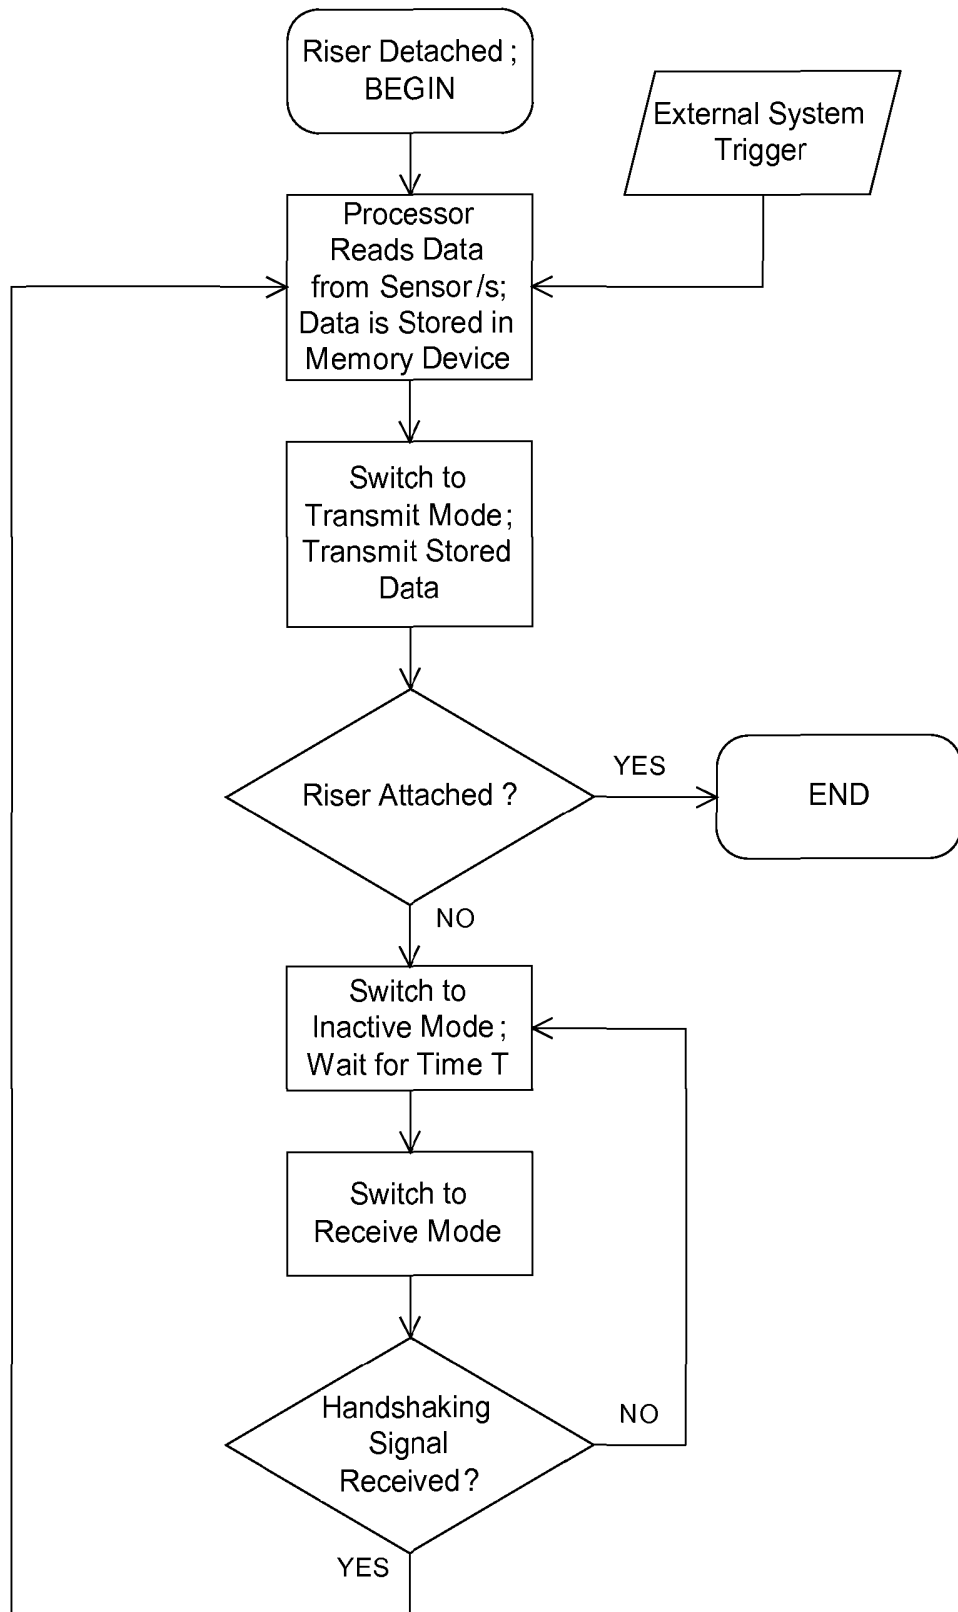 Riser Detached ;
BEGIN
External System
Trigger
Processor
Reads Data
from Sensor/s;
Data is Stored in
Memory Device
Switch to
Transmit Mode;
Transmit Stored
Data
Riser Attached ?
YES
END
NO
Switch to
Inactive Mode;
Wait for Time T
Switch to
Receive Mode
Handshaking
Signal
Received?
NO
YES